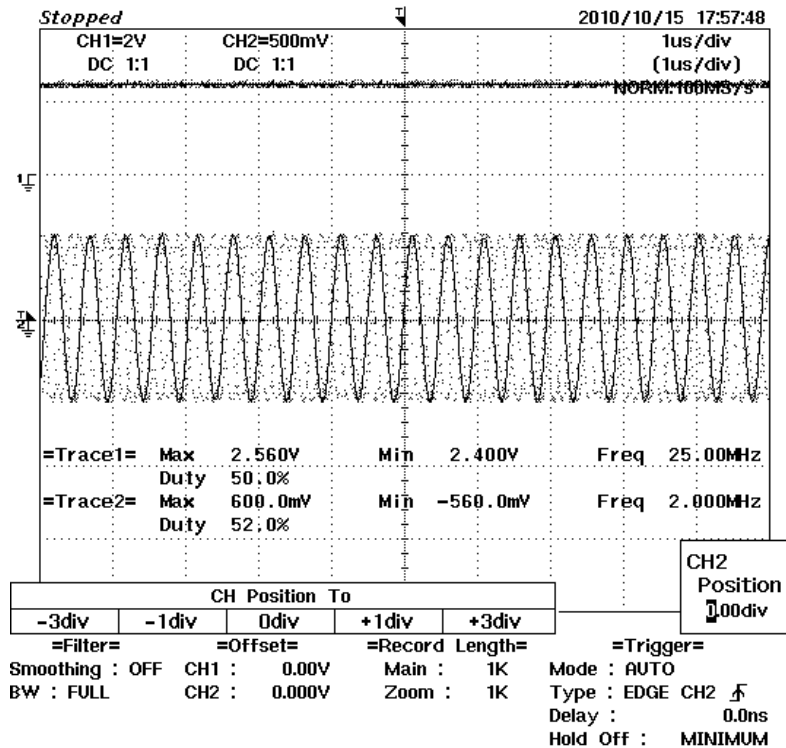 Stopped T 2010/10/15 17:57:48
CH1=2V CH2=500mV 1us/div
DC 1:1 DC 1:1 (1us/div)
NORM:100MS/s
1
T
2
=Trace1= Max 2.560V Min 2.400V Freq 25.00MHz
Duty 50.0%
=Trace2= Max 600.0mV Min -560.0mV Freq 2.000MHz
Duty 52.0%
CH2
Position
0.00div
CH Position To
-3div -1div 0div +1div +3div
=Filter= =Offset= =Record Length= =Trigger=
Smoothing : OFF CH1 : 0.00V Main : 1K Mode : AUTO
BW : FULL CH2 : 0.000V Zoom : 1K Type : EDGE CH2
Delay : 0.0ns
Hold Off : MINIMUM